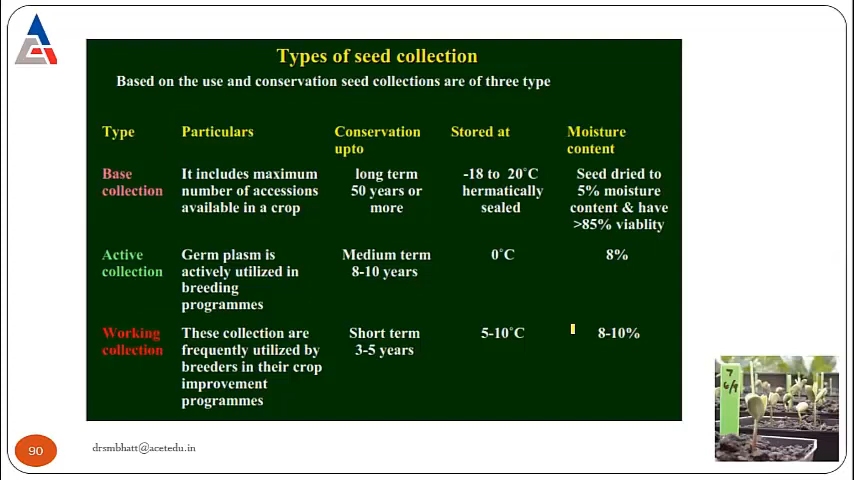 Types of seed collection
Based on the use and conservation seed collections are of three type
Type Particulars Conservation upto Stored at Moisture content
Base collection
It includes maximum
number of accessions
available in a crop
long term
50 years or
more
-18 to 20˚C
hermatically
sealed
Seed dried to
5% moisture
content & have
>85% viablity
Active
collection
Germ plasm is
actively utilized in
breeding
programmes
Medium term
8-10 years
0˚C
8%
Working
collection
These collection are
frequently utilized by
breeders in their crop
improvement
programmes
Short term
3-5 years
5-10˚C
8-10%
7
6/9
90
drsmbhatt@acetedu.in